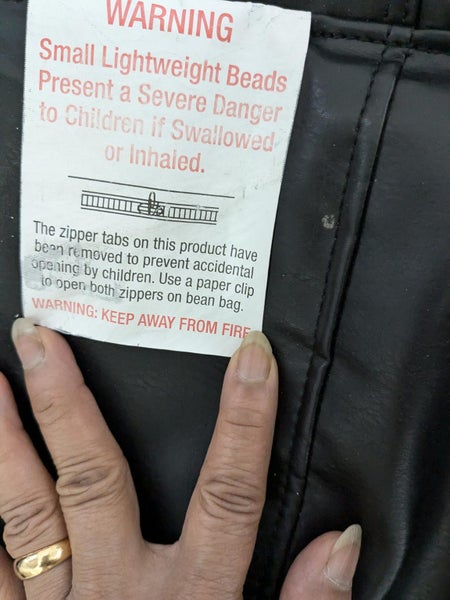 WARNING
Small Lightweight Beads
Present a Severe Danger
to Children if Swallowed
or Inhaled.
The zipper tabs on this product have
been removed to prevent accidental
opening by children. Use a paper clip
to open both zippers on bean bag.
WARNING: KEEP AWAY FROM FIRE